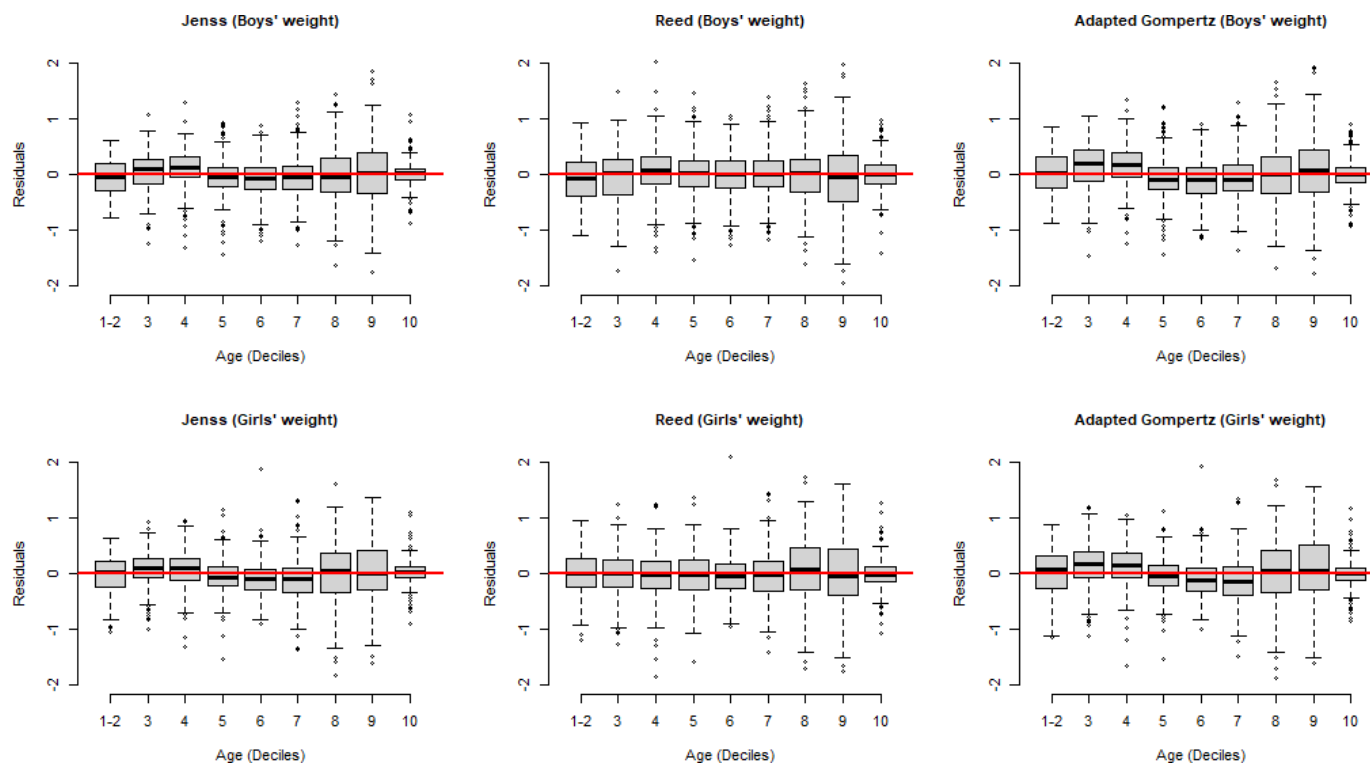 Jenss (Boys' weight)
Reed (Boys' weight)
Adapted Gompertz (Boys' weight)
Residuals
2
1
0
-1
-2
1-2 3 4 5 6 7 8 9 10
Age (Deciles)
Residuals
2
1
0
-1
-2
1-2 3 4 5 6 7 8 9 10
Age (Deciles)
Residuals
2
1
0
-1
-2
1-2 3 4 5 6 7 8 9 10
Age (Deciles)
Jenss (Girls' weight)
Reed (Girls' weight)
Adapted Gompertz (Girls' weight)
Residuals
2
1
0
-1
-2
1-2 3 4 5 6 7 8 9 10
Age (Deciles)
Residuals
2
1
0
-1
-2
1-2 3 4 5 6 7 8 9 10
Age (Deciles)
Residuals
2
1
0
-1
-2
1-2 3 4 5 6 7 8 9 10
Age (Deciles)